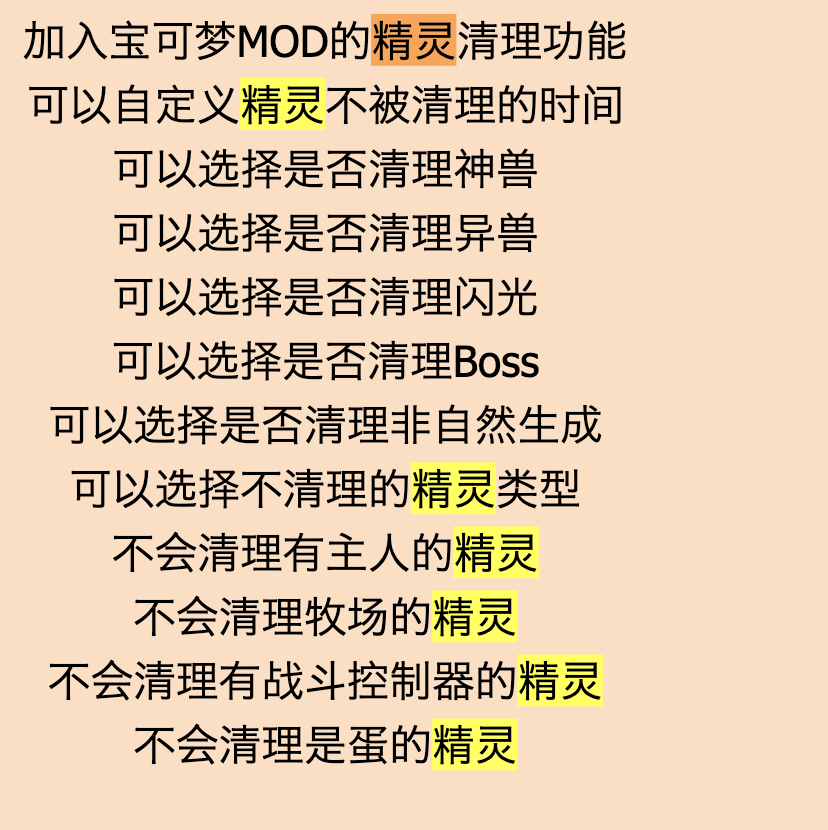 加入宝可梦MOD的精灵清理功能
可以自定义精灵不被清理的时间
可以选择是否清理神兽
可以选择是否清理异兽
可以选择是否清理闪光
可以选择是否清理Boss
可以选择是否清理非自然生成
可以选择不清理的精灵类型
不会清理有主人的精灵
不会清理牧场的精灵
不会清理有战斗控制器的精灵
不会清理是蛋的精灵